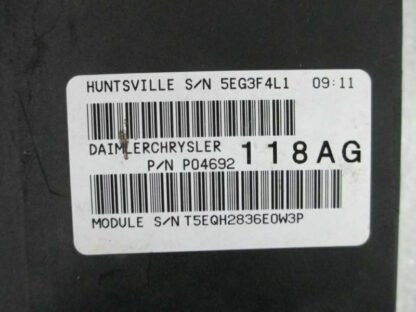 HUNTSVILLE S/N 5EG3F4L1 09:11
DAIMLERCHRYSLER
P/N P04692 118AG
MODULE S/N T5EQH2836E0W3P